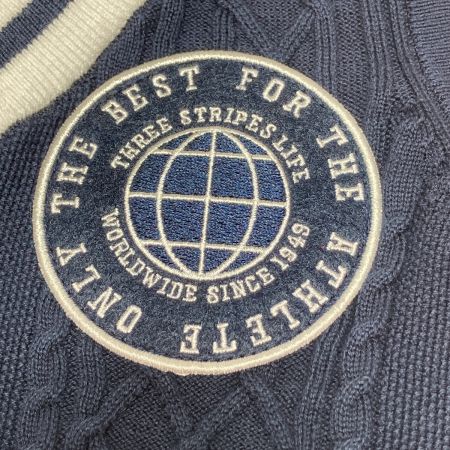 ONLY THE BEST FOR THE ATHLETE
THREE STRIPES LIFE
WORLDWIDE SINCE 1949